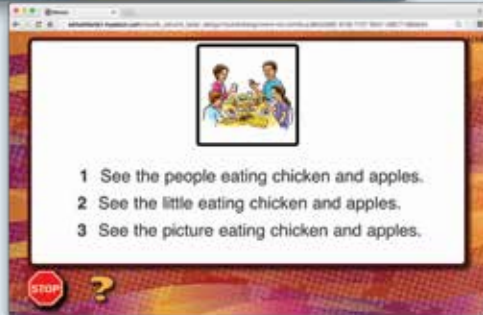 1 See the people eating chicken and apples.
2 See the little eating chicken and apples.
3 See the picture eating chicken and apples.
STOP
?